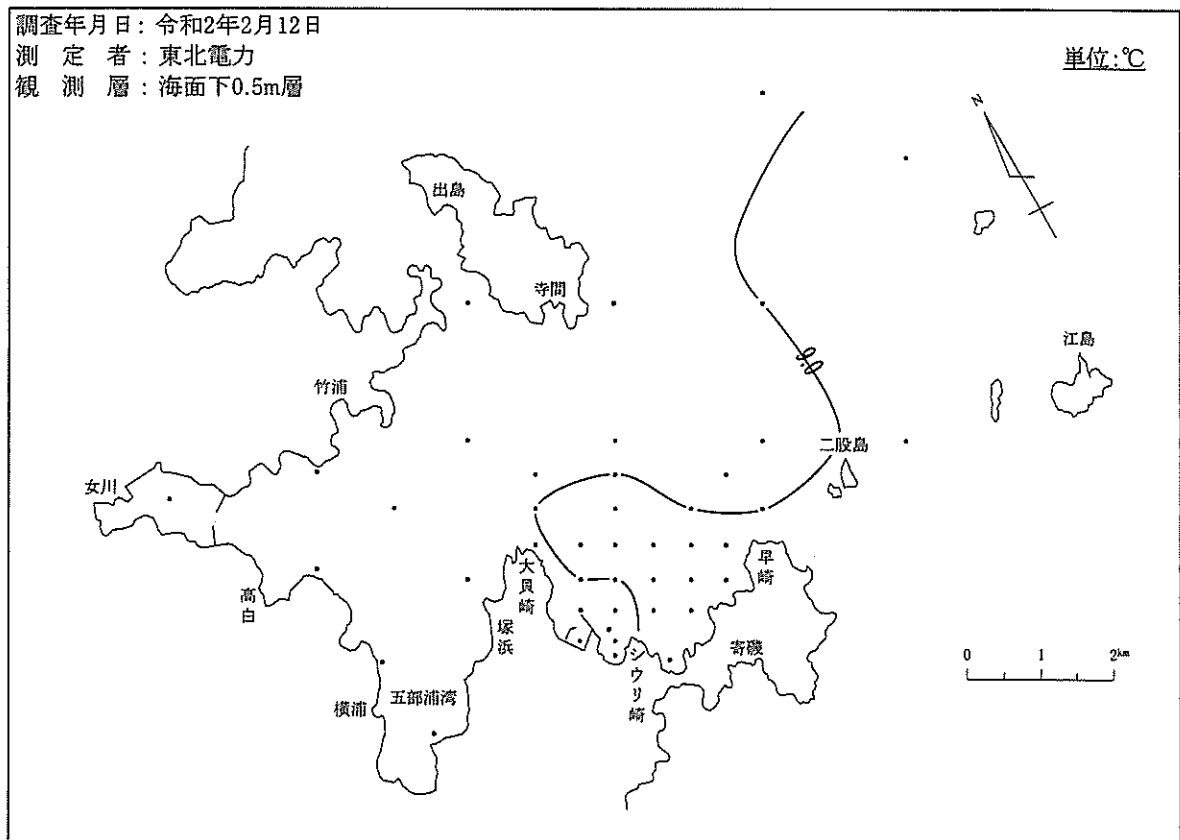 調査年月日：令和2年2月12日
測定者：東北電力
観測層：海面下0.5m層
単位：℃
N
出島
寺間
江島
竹浦
二股島
女川
早崎
大貝崎
高白
塚浜
寄磯
シウリ崎
五部浦湾
横浦
0 1 2km